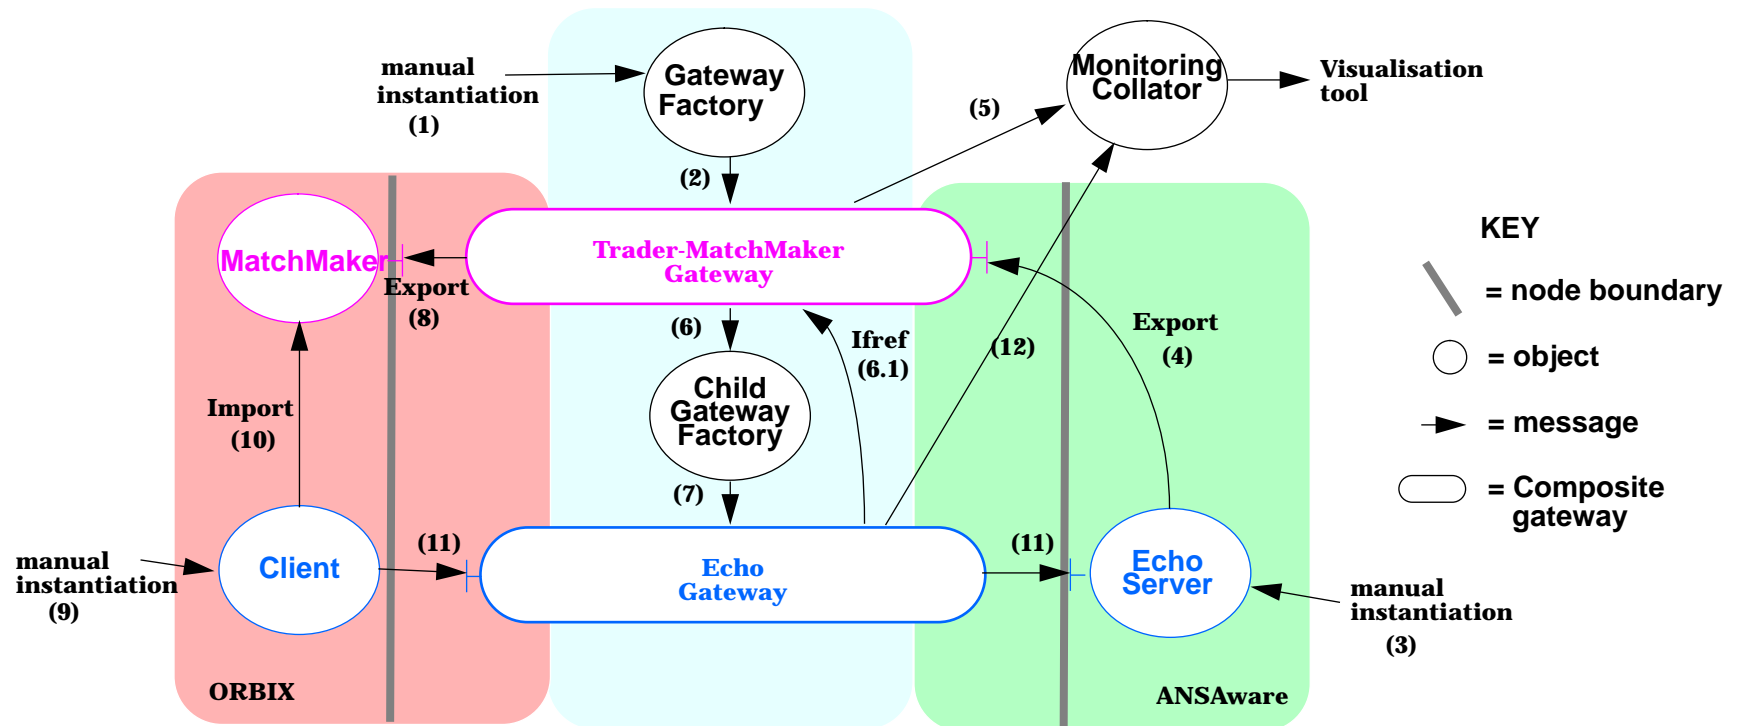 manual
instantiation
(1)
Gateway
Factory
(2)
Monitoring
Collator
Visualisation
tool
(5)
MatchMaker
Export
(8)
Trader-MatchMaker
Gateway
(6)
Ifref
(6.1)
(12)
Export
(4)
Child
Gateway
Factory
(7)
Import
(10)
manual
instantiation
(9)
Client
(11)
Echo
Gateway
(11)
Echo
Server
manual
instantiation
(3)
ORBIX
ANSAware
KEY
= node boundary
= object
= message
= Composite
gateway